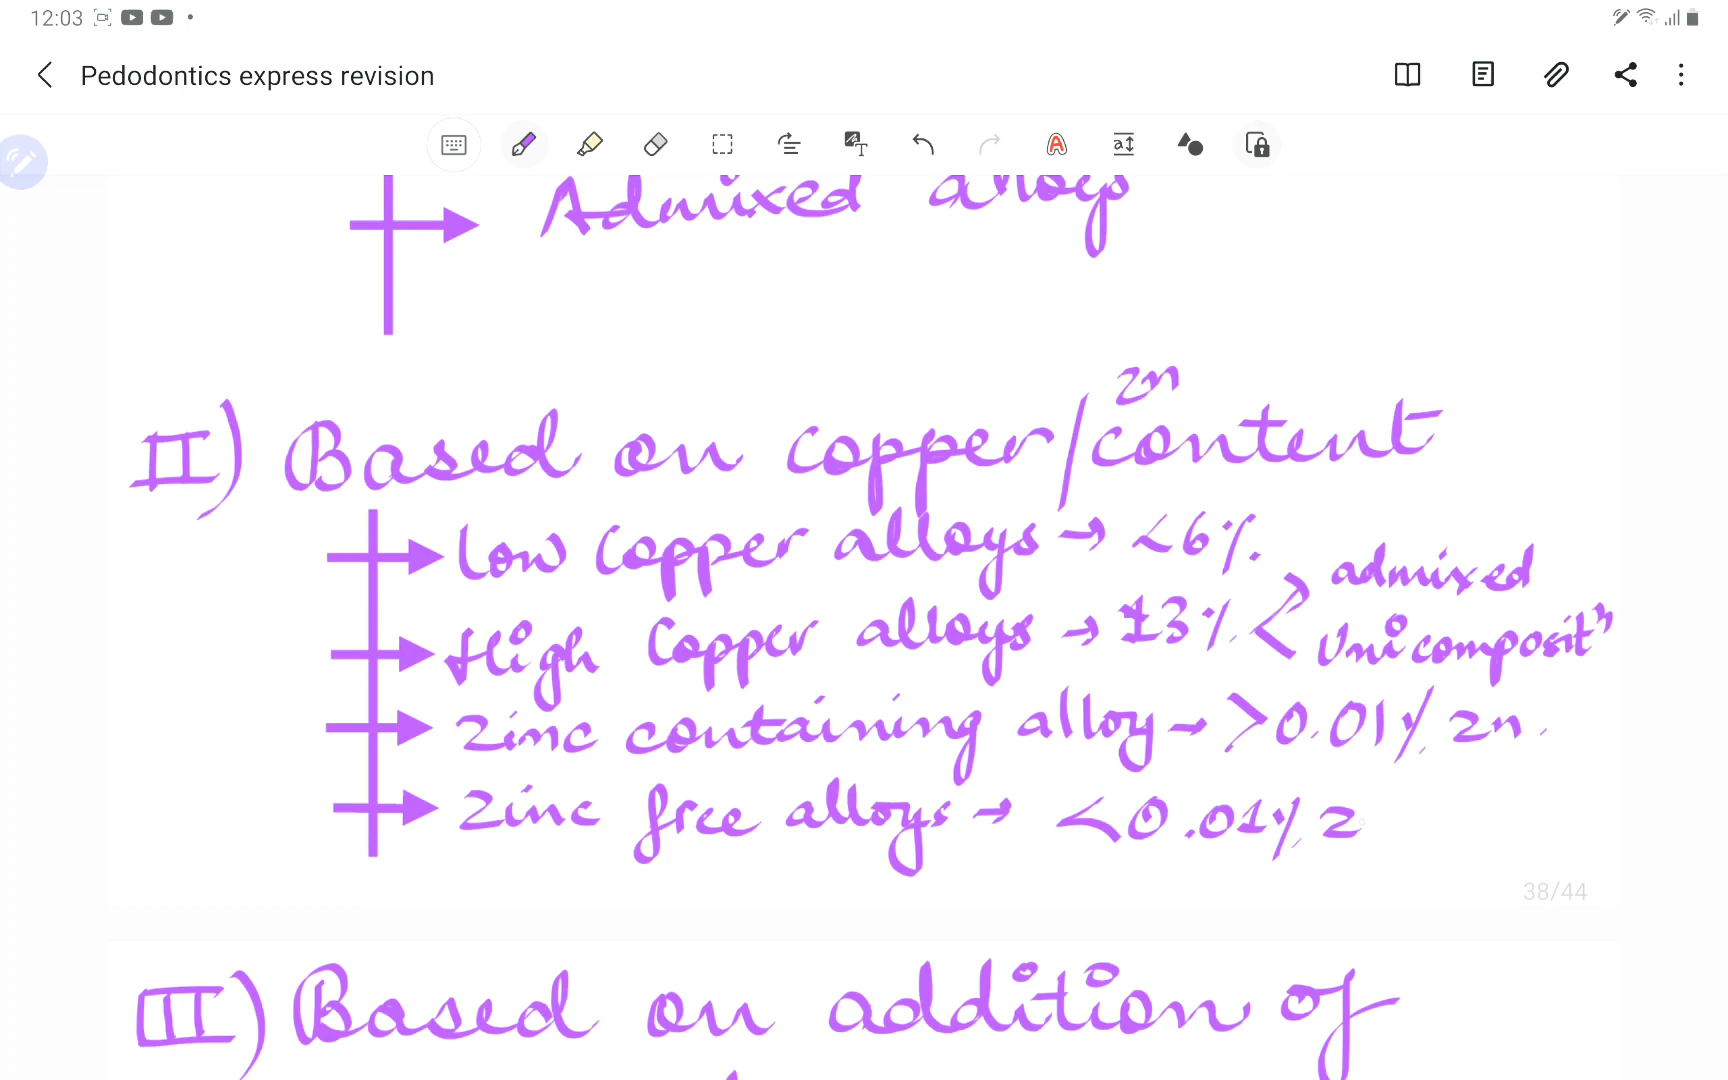 12:03
Pedodontics express revision
Admixed alloys
II) Based on copper/Zn content
Low Copper alloys → <6%.
High Copper alloys → 13%. < admixed
Unicomposit"
Zinc containing alloy → >0.01% Zn.
Zinc free alloys → <0.01% Z
38/44
III) Based on addition of